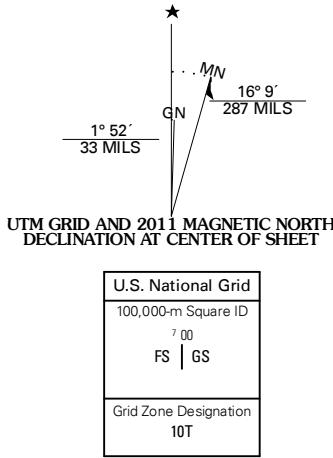 ★
MN
GN
16° 9´
287 MILS
1° 52´
33 MILS
UTM GRID AND 2011 MAGNETIC NORTH
DECLINATION AT CENTER OF SHEET
U.S. National Grid
100,000-m Square ID
7 00
FS | GS
Grid Zone Designation
10T